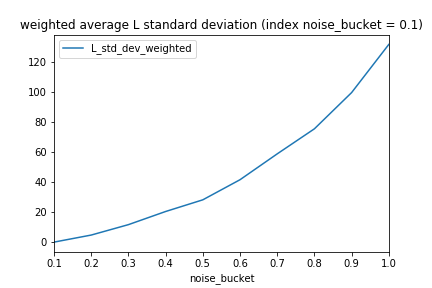 weighted average L standard deviation (index noise_bucket = 0.1)
L_std_dev_weighted
120
100
80
60
40
20
0
0.1 0.2 0.3 0.4 0.5 0.6 0.7 0.8 0.9 1.0
noise_bucket